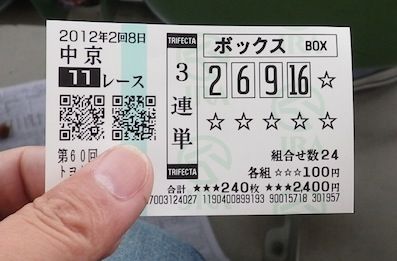 2012年2回8日
中京
11レース
第60回
TRIFECTA
3連単
TRIFECTA
ボックス BOX
2 6 9 16 ☆
☆☆☆☆☆
組合せ数24
各組☆☆☆100円
合計 ★★★240枚 ★★★2400円
7003124027 1190400899193 90015718 301957